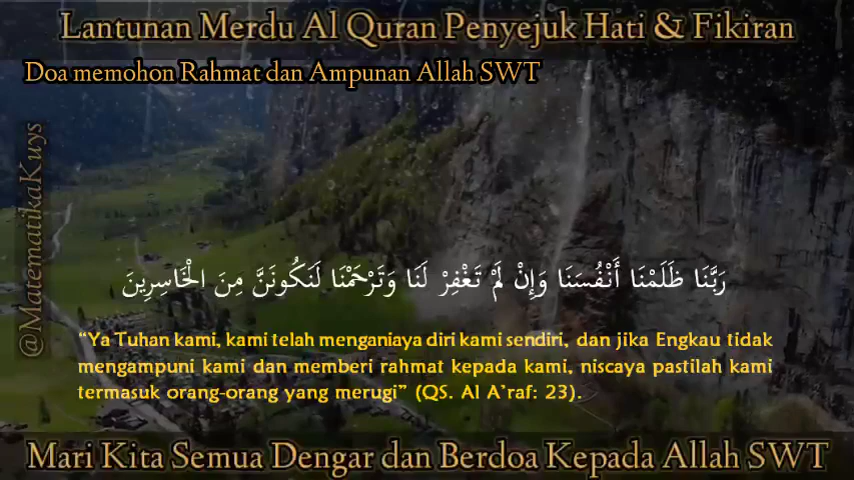 Lantunan Merdu Al Quran Penyejuk Hati & Fikiran
Doa memohon Rahmat dan Ampunan Allah SWT
@MatematikaKuys
رَبَّنَا ظَلَمْنَا أَنْفُسَنَا وَإِنْ لَمْ تَغْفِرْ لَنَا وَتَرْحَمْنَا لَنَكُونَنَّ مِنَ الْخَاسِرِينَ
“Ya Tuhan kami, kami telah menganiaya diri kami sendiri, dan jika Engkau tidak
mengampuni kami dan memberi rahmat kepada kami, niscaya pastilah kami
termasuk orang-orang yang merugi” (QS. Al A’raf: 23).
Mari Kita Semua Dengar dan Berdoa Kepada Allah SWT